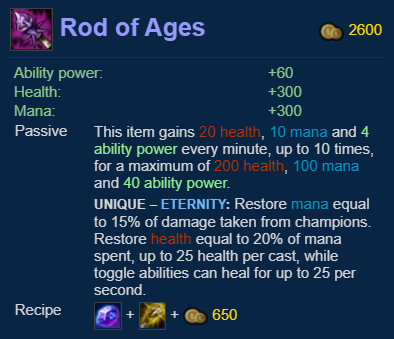 Rod of Ages 2600
Ability power: +60
Health: +300
Mana: +300
Passive This item gains 20 health, 10 mana and 4
ability power every minute, up to 10 times,
for a maximum of 200 health, 100 mana
and 40 ability power.
UNIQUE – ETERNITY: Restore mana equal
to 15% of damage taken from champions.
Restore health equal to 20% of mana
spent, up to 25 health per cast, while
toggle abilities can heal for up to 25 per
second.
Recipe + + 650